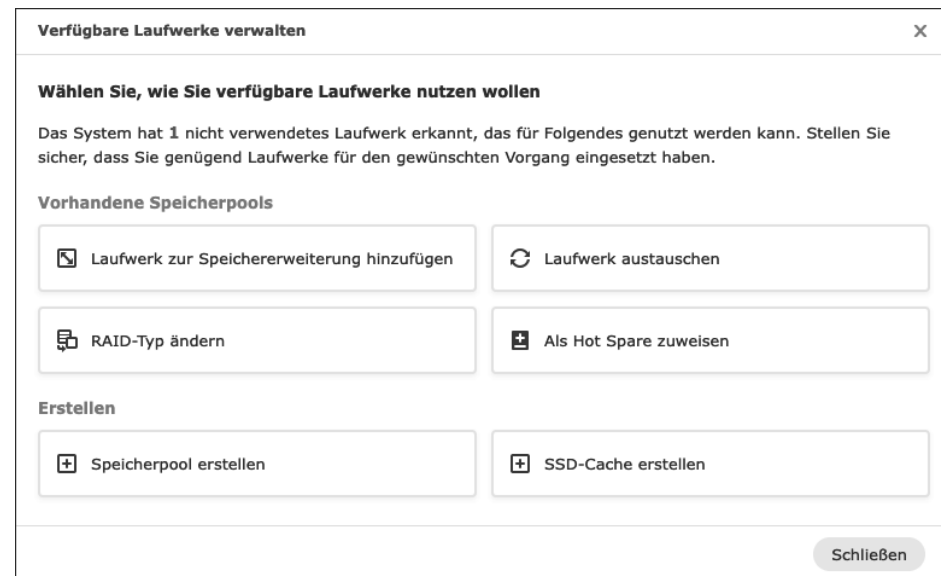 Verfügbare Laufwerke verwalten
Wählen Sie, wie Sie verfügbare Laufwerke nutzen wollen
Das System hat 1 nicht verwendetes Laufwerk erkannt, das für Folgendes genutzt werden kann. Stellen Sie
sicher, dass Sie genügend Laufwerke für den gewünschten Vorgang eingesetzt haben.
Vorhandene Speicherpools
Laufwerk zur Speichererweiterung hinzufügen
Laufwerk austauschen
RAID-Typ ändern
Als Hot Spare zuweisen
Erstellen
Speicherpool erstellen
SSD-Cache erstellen
Schließen